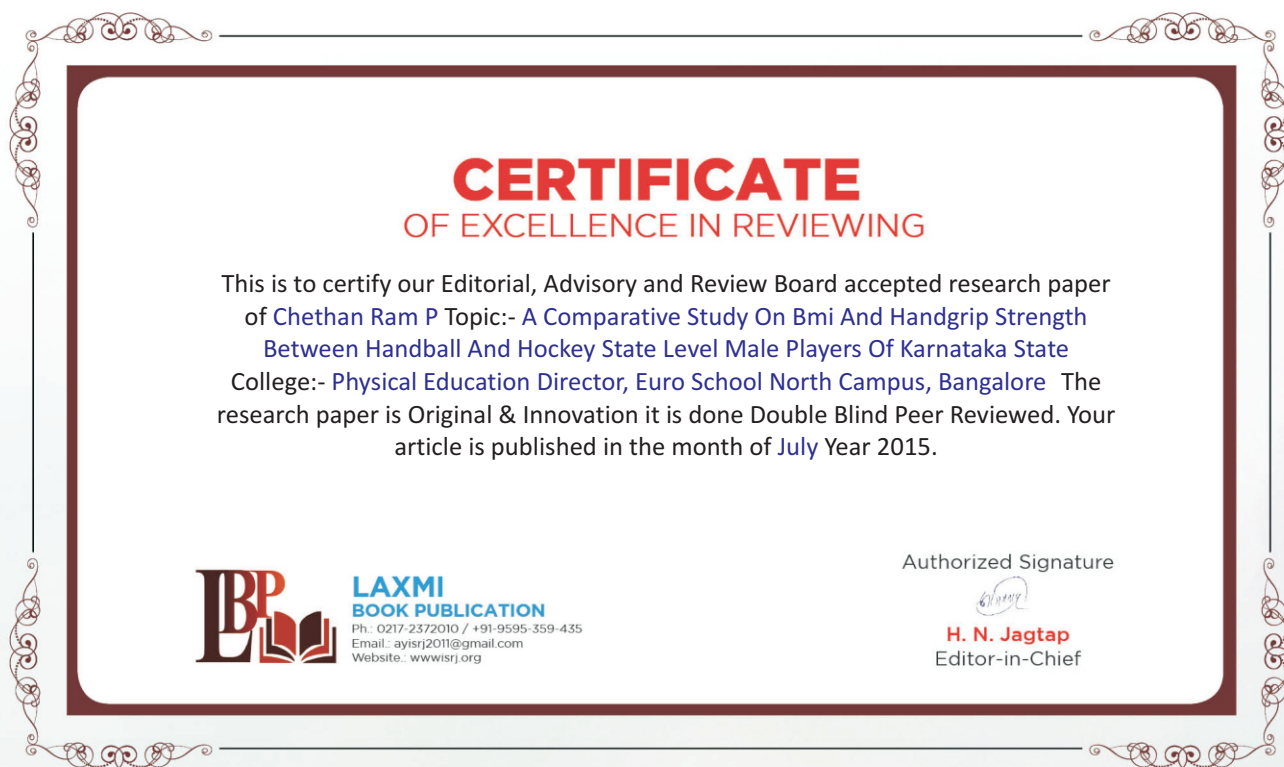 CERTIFICATE
OF EXCELLENCE IN REVIEWING
This is to certify our Editorial, Advisory and Review Board accepted research paper
of Chethan Ram P Topic:- A Comparative Study On Bmi And Handgrip Strength
Between Handball And Hockey State Level Male Players Of Karnataka State
College:- Physical Education Director, Euro School North Campus, Bangalore The
research paper is Original & Innovation it is done Double Blind Peer Reviewed. Your
article is published in the month of July Year 2015.
LBP
LAXMI
BOOK PUBLICATION
Ph.: 0217-2372010 / +91-9595-359-435
Email.: ayisrj2011@gmail.com
Website.: wwwisrj.org
Authorized Signature
H. N. Jagtap
Editor-in-Chief